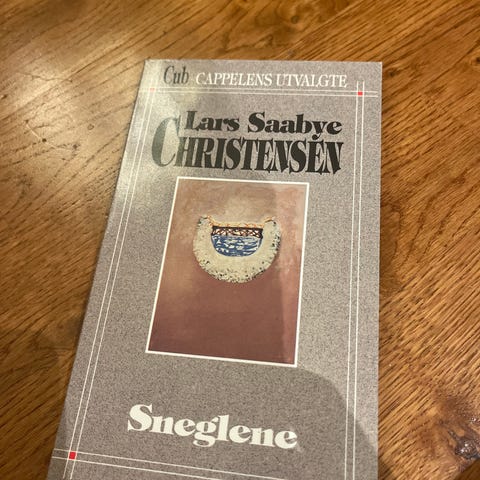 Cub CAPPELENS UTVALGTE
Lars Saabye
CHRISTENSEN
Sneglene